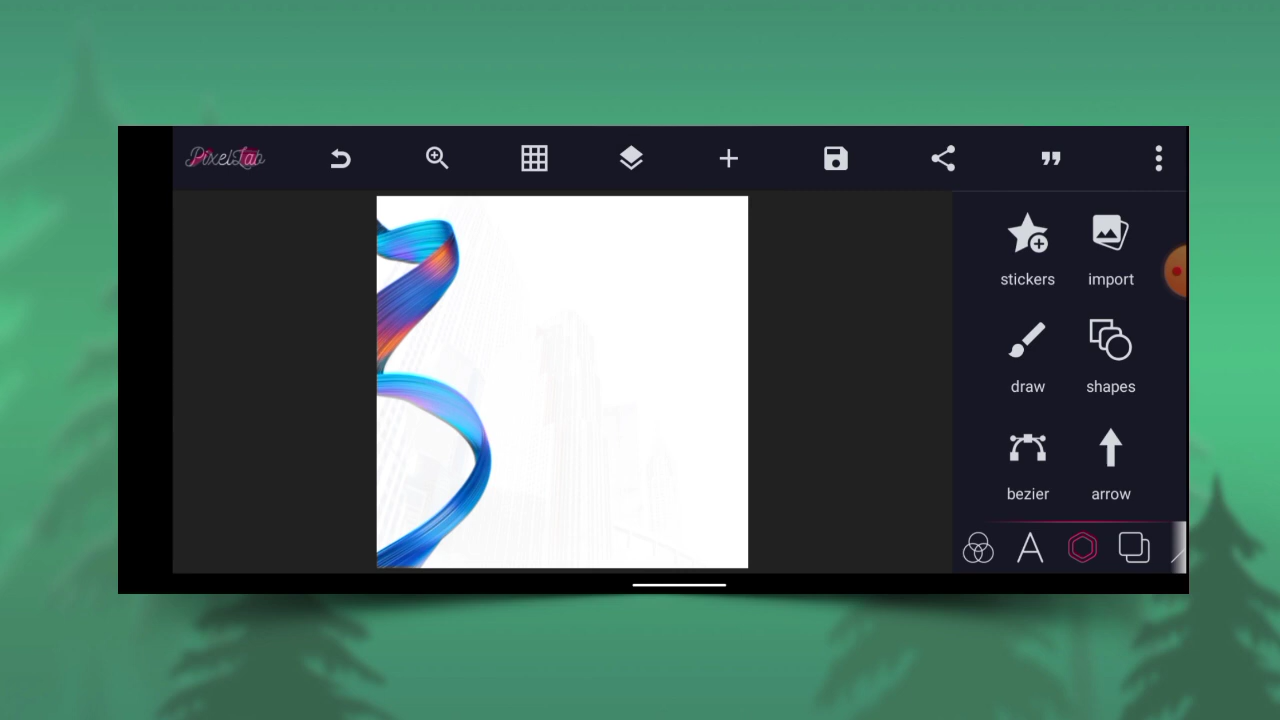 PixelLab
stickers
import
draw
shapes
bezier
arrow